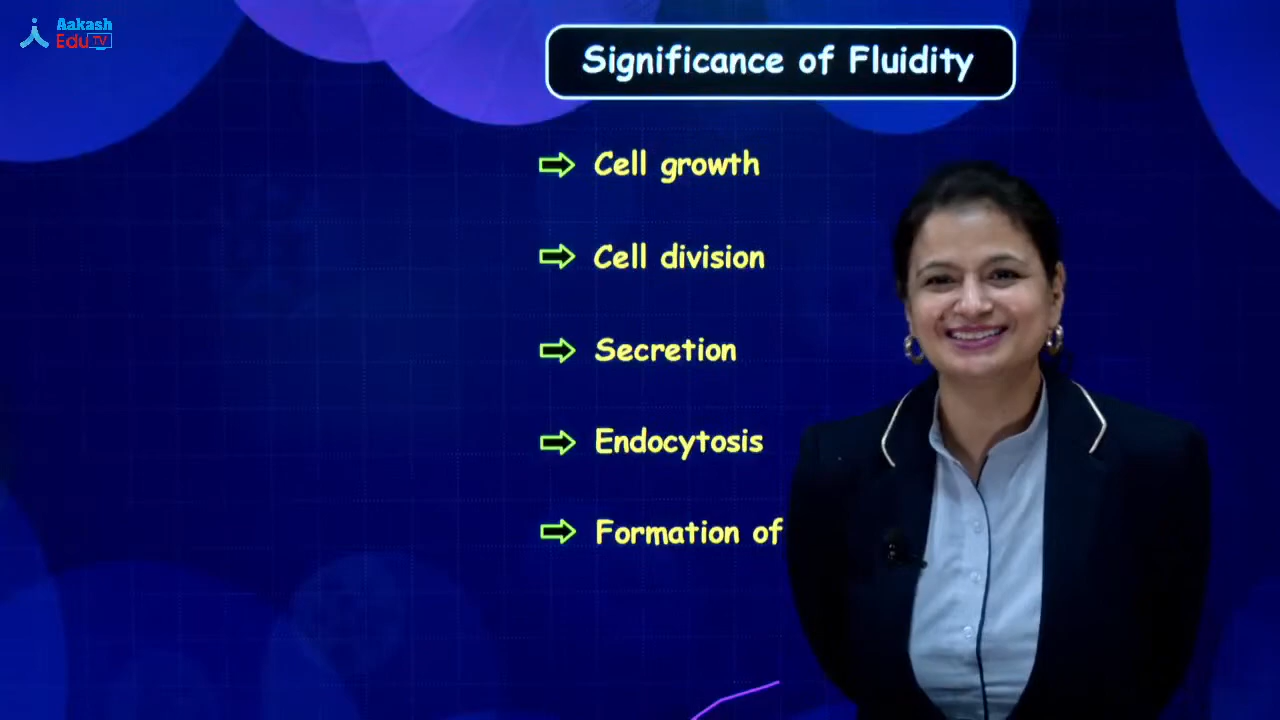 Aakash
Edu TV
Significance of Fluidity
Cell growth
Cell division
Secretion
Endocytosis
Formation of